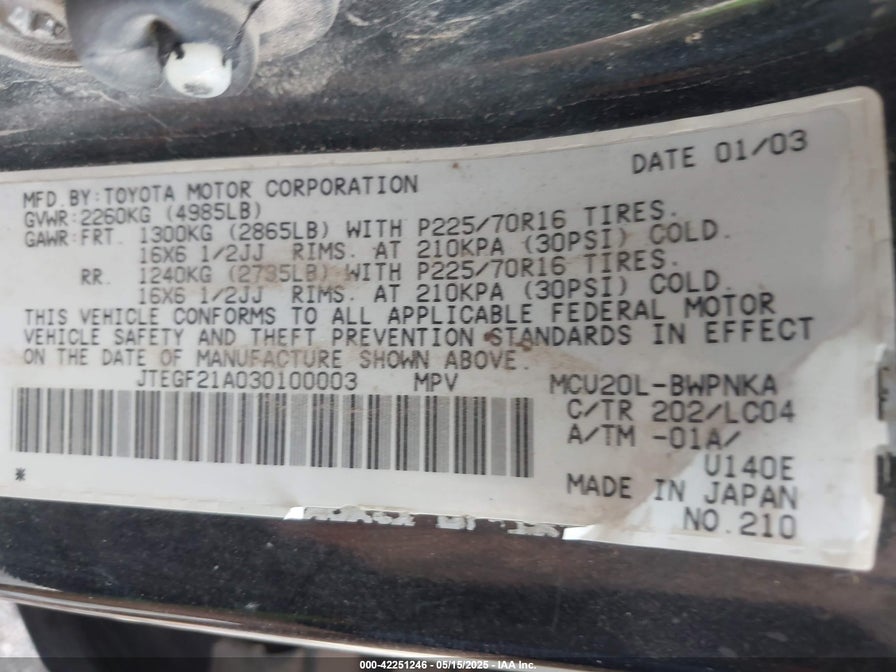 DATE 01/03
MFD.BY:TOYOTA MOTOR CORPORATION
GVWR:2260KG (4985LB)
GAWR:FRT. 1300KG (2865LB) WITH P225/70R16 TIRES.
16X6 1/2JJ RIMS. AT 210KPA (30PSI) COLD.
RR. 1240KG (2735LB) WITH P225/70R16 TIRES.
16X6 1/2JJ RIMS. AT 210KPA (30PSI) COLD.
THIS VEHICLE CONFORMS TO ALL APPLICABLE FEDERAL MOTOR
VEHICLE SAFETY AND THEFT PREVENTION STANDARDS IN EFFECT
ON THE DATE OF MANUFACTURE SHOWN ABOVE.
JTEGF21A030100003 MPV MCU20L-BWPNKA
C/TR 202/LC04
A/TM -01A/
U140E
* MADE IN JAPAN
NO.210
000-42251246 - 05/15/2025 - IAA Inc.